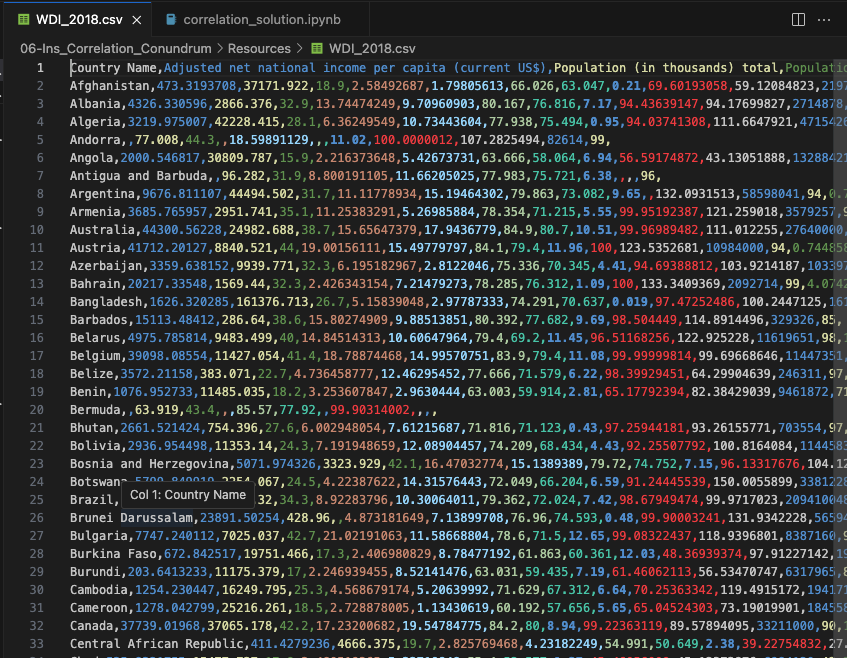 WDI_2018.csv
correlation_solution.ipynb
06-Ins_Correlation_Conundrum > Resources > WDI_2018.csv
1 Country Name,Adjusted net national income per capita (current US$),Population (in thousands) total,Populati
2 Afghanistan,473.3193708,37171.922,18.9,2.58492687,1.79805613,66.026,63.047,0.21,69.60193058,59.12084823,2197
3 Albania,4326.330596,2866.376,32.9,13.74474249,9.70960903,80.167,76.816,7.17,94.43639147,94.17699827,2714878,
4 Algeria,3219.975007,42228.415,28.1,6.36249549,10.73443604,77.938,75.494,0.95,94.03741308,111.6647921,4715426
5 Andorra,,77.008,44.3,,18.59891129,,,11.02,100.0000012,107.2825494,82614,99,
6 Angola,2000.546817,30809.787,15.9,2.216373648,5.42673731,63.666,58.064,6.94,56.59174872,43.13051888,13288421
7 Antigua and Barbuda,,96.282,31.9,8.800191105,11.66205025,77.983,75.721,6.38,,,,96,
8 Argentina,9676.811107,44494.502,31.7,11.11778934,15.19464302,79.863,73.082,9.65,,132.0931513,58598041,94,0.7
9 Armenia,3685.765957,2951.741,35.1,11.25383291,5.26985884,78.354,71.215,5.55,99.95192387,121.259018,3579257,9
10 Australia,44300.56228,24982.688,38.7,15.65647379,17.9436779,84.9,80.7,10.51,99.96989482,111.012255,27640000,
11 Austria,41712.20127,8840.521,44,19.00156111,15.49779797,84.1,79.4,11.96,100,123.5352681,10984000,94,0.744858
12 Azerbaijan,3359.638152,9939.771,32.3,6.195182967,2.8122046,75.336,70.345,4.41,94.69388812,103.9214187,103397
13 Bahrain,20217.33548,1569.44,32.3,2.426343154,7.21479273,78.285,76.312,1.09,100,133.3409369,2092714,99,4.0742
14 Bangladesh,1626.320285,161376.713,26.7,5.15839048,2.97787333,74.291,70.637,0.019,97.47252486,100.2447125,161
15 Barbados,15113.48412,286.64,38.6,15.80274909,9.88513851,80.392,77.682,9.69,98.504449,114.8914496,329326,85,
16 Belarus,4975.785814,9483.499,40,14.84514313,10.60647964,79.4,69.2,11.45,96.51168256,122.925228,11619651,98,1
17 Belgium,39098.08554,11427.054,41.4,18.78874468,14.99570751,83.9,79.4,11.08,99.99999814,99.69668646,11447351,
18 Belize,3572.21158,383.071,22.7,4.736458777,12.46295452,77.666,71.579,6.22,98.39929451,64.29904639,246311,97,
19 Benin,1076.952733,11485.035,18.2,3.253607847,2.9630444,63.003,59.914,2.81,65.17792394,82.38429039,9461872,71
20 Bermuda,,63.919,43.4,,,85.57,77.92,,99.90314002,,,,
21 Bhutan,2661.521424,754.396,27.6,6.002948054,7.61215687,71.816,71.123,0.43,97.25944181,93.26155771,703554,97,
22 Bolivia,2936.954498,11353.14,24.3,7.191948659,12.08904457,74.209,68.434,4.43,92.25507792,100.8164084,1144583
23 Bosnia and Herzegovina,5071.974326,3323.929,42.1,16.47032774,15.1389389,79.72,74.752,7.15,96.13317676,104.12
24 Botswana, 067,24.5,4.22387622,14.31576443,72.049,66.204,6.59,91.24445539,150.0055899,3381228
25 Brazil, 32,34.3,8.92283796,10.30064011,79.362,72.024,7.42,98.67949474,99.9717023,209410048
Col 1: Country Name
26 Brunei Darussalam,23891.50254,428.96,,4.873181649,7.13899708,76.96,74.593,0.48,99.90003241,131.9342228,56594
27 Bulgaria,7747.240112,7025.037,42.7,21.02191063,11.58668804,78.6,71.5,12.65,99.08322437,118.9396801,8387160,9
28 Burkina Faso,672.842517,19751.466,17.3,2.406980829,8.78477192,61.863,60.361,12.03,48.36939374,97.91227142,19
29 Burundi,203.6413233,11175.379,17,2.246939455,8.52141476,63.031,59.435,7.19,61.46062113,56.53470747,6317965,8
30 Cambodia,1254.230447,16249.795,25.3,4.568679174,5.20639992,71.629,67.312,6.64,70.25363342,119.4915172,194171
31 Cameroon,1278.042799,25216.261,18.5,2.728878005,1.13430619,60.192,57.656,5.65,65.04524303,73.19019901,184558
32 Canada,37739.01968,37065.178,42.2,17.23200682,19.54784775,84.2,80,8.94,99.22363119,89.57894095,33211000,90,1
33 Central African Republic,411.4279236,4666.375,19.7,2.825769468,4.23182249,54.991,50.649,2.38,39.22754832,27.